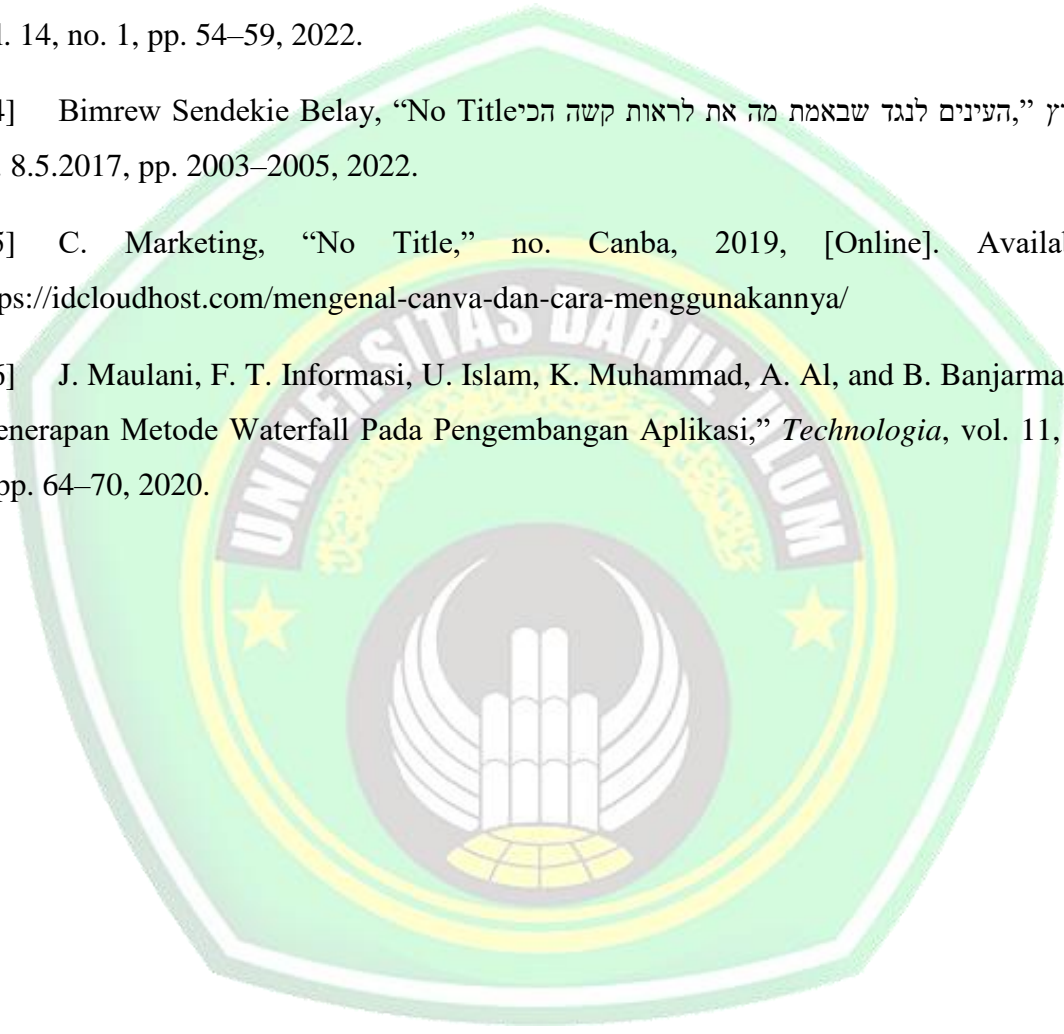 l. 14, no. 1, pp. 54–59, 2022.
4] Bimrew Sendekie Belay, “No Titleהכי קשה לראות את מה שבאמת לנגד העינים,”
. 8.5.2017, pp. 2003–2005, 2022.
5] C. Marketing, “No Title,” no. Canba, 2019, [Online]. Availab
ps://idcloudhost.com/mengenal-canva-dan-cara-menggunakannya/
6] J. Maulani, F. T. Informasi, U. Islam, K. Muhammad, A. Al, and B. Banjarma
enerapan Metode Waterfall Pada Pengembangan Aplikasi,” Technologia, vol. 11,
pp. 64–70, 2020.
UNIVERSITAS DARUL 'ULUM